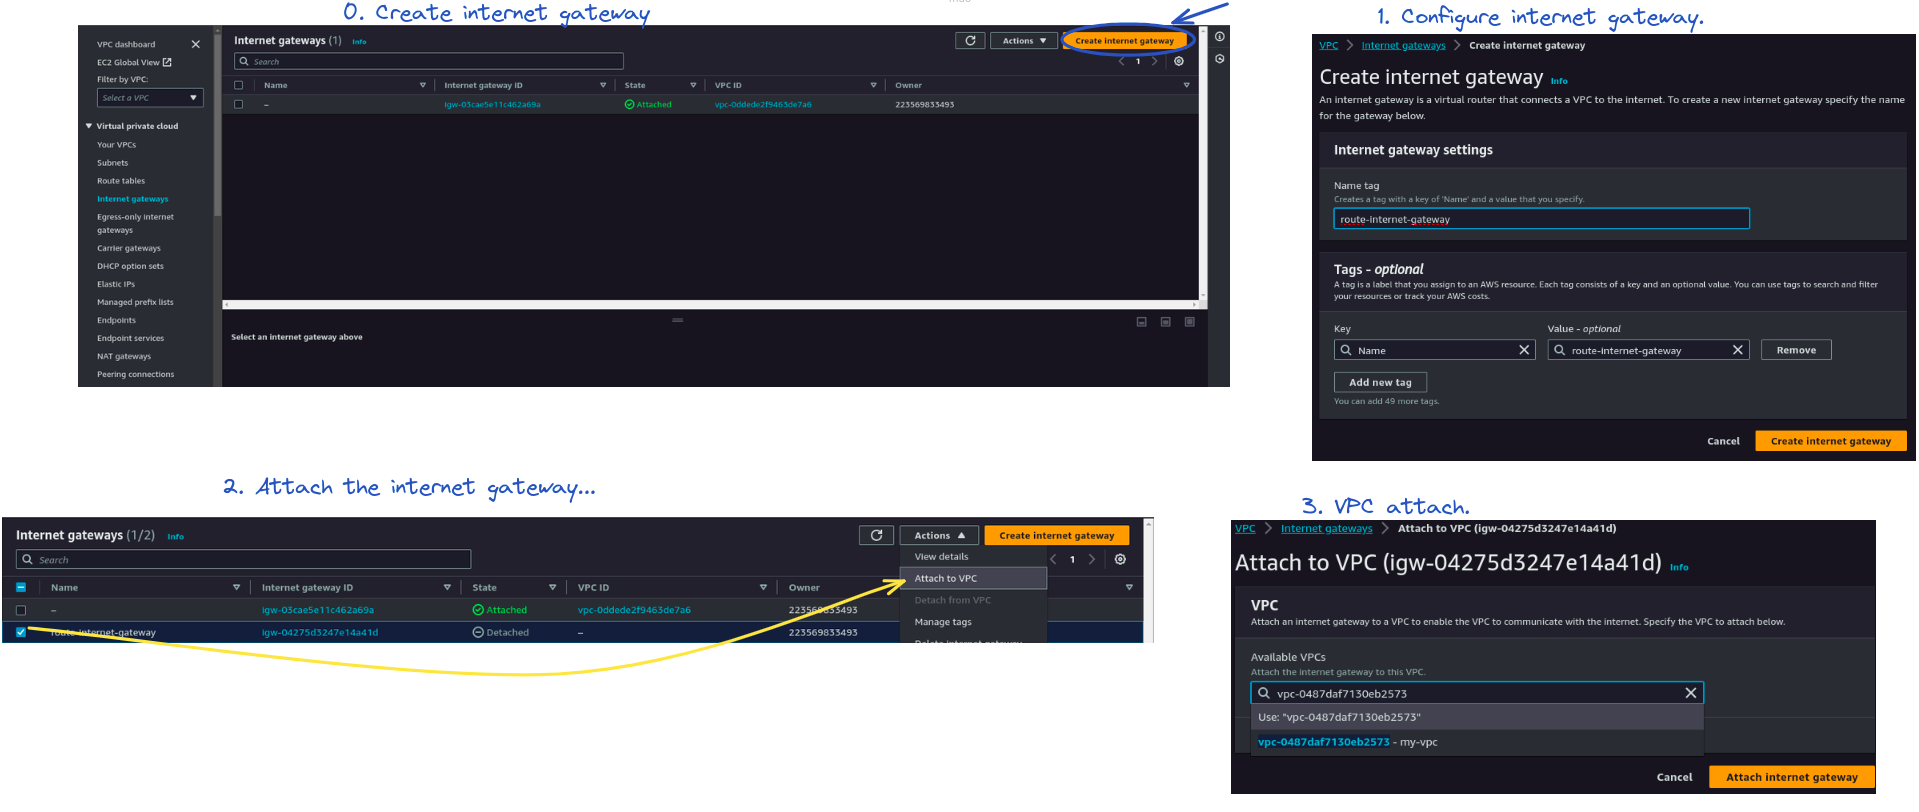 0. Create internet gateway
VPC dashboard
EC2 Global View
Filter by VPC:
Select a VPC
Virtual private cloud
Your VPCs
Subnets
Route tables
Internet gateways
Egress-only internet
gateways
Carrier gateways
DHCP option sets
Elastic IPs
Managed prefix lists
Endpoints
Endpoint services
NAT gateways
Peering connections
Internet gateways (1) Info
Actions
Create internet gateway
Search
1
Name Internet gateway ID State VPC ID Owner
– igw-03cae5e11c462a69a Attached vpc-0ddede2f9463de7a6 223569833493
Select an internet gateway above
1. Configure internet gateway.
VPC > Internet gateways > Create internet gateway
Create internet gateway Info
An internet gateway is a virtual router that connects a VPC to the internet. To create a new internet gateway specify the name
for the gateway below.
Internet gateway settings
Name tag
Creates a tag with a key of 'Name' and a value that you specify.
route-internet-gateway
Tags - optional
A tag is a label that you assign to an AWS resource. Each tag consists of a key and an optional value. You can use tags to search and filter
your resources or track your AWS costs.
Key Value - optional
Name route-internet-gateway Remove
Add new tag
You can add 49 more tags.
Cancel Create internet gateway
2. Attach the internet gateway...
Internet gateways (1/2) Info
Actions
Create internet gateway
Search
1
View details
Attach to VPC
Detach from VPC
Manage tags
Delete internet gateway
Name Internet gateway ID State VPC ID Owner
– igw-03cae5e11c462a69a Attached vpc-0ddede2f9463de7a6 223569833493
route-internet-gateway igw-04275d3247e14a41d Detached – 223569833493
3. VPC attach.
VPC > Internet gateways > Attach to VPC (igw-04275d3247e14a41d)
Attach to VPC (igw-04275d3247e14a41d) Info
VPC
Attach an internet gateway to a VPC to enable the VPC to communicate with the internet. Specify the VPC to attach below.
Available VPCs
Attach the internet gateway to this VPC.
vpc-0487daf7130eb2573
Use: "vpc-0487daf7130eb2573"
vpc-0487daf7130eb2573 - my-vpc
Cancel Attach internet gateway